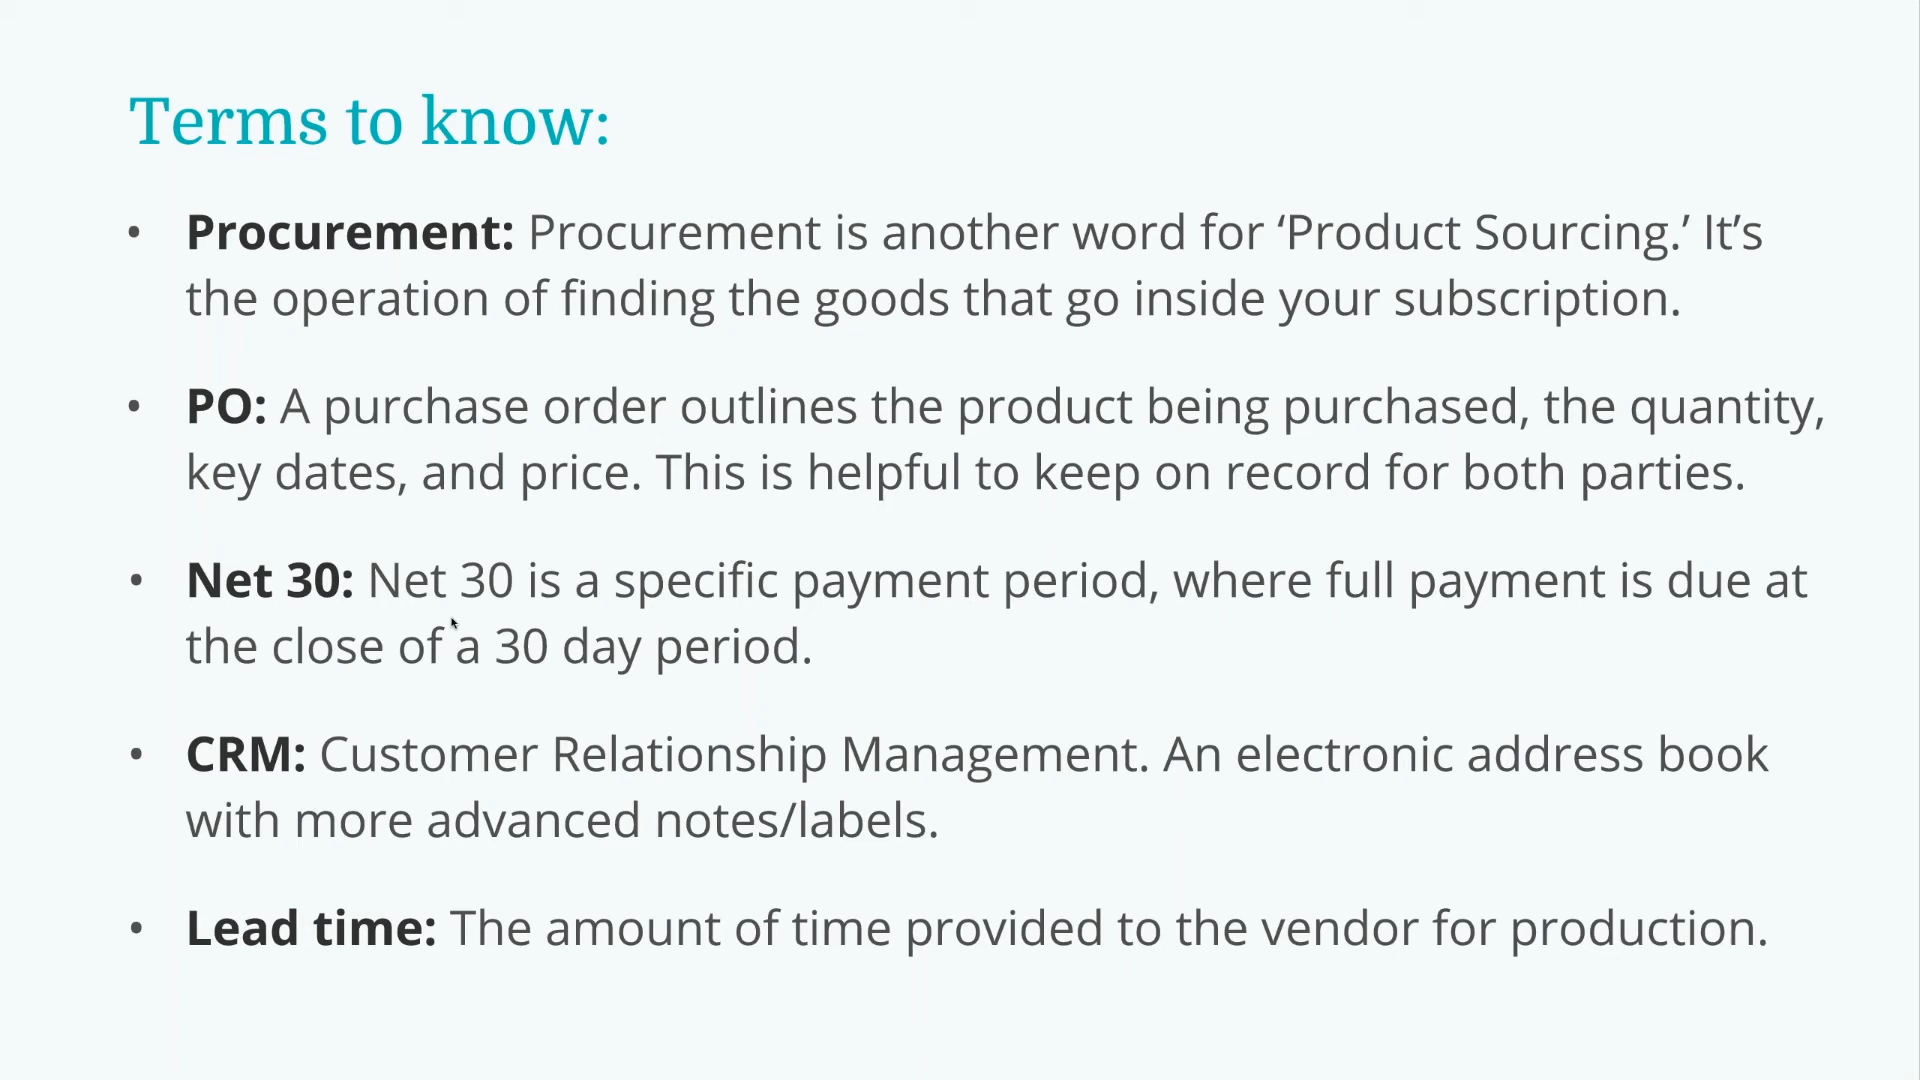 Terms to know:
• Procurement: Procurement is another word for ‘Product Sourcing.’ It’s
the operation of finding the goods that go inside your subscription.
• PO: A purchase order outlines the product being purchased, the quantity,
key dates, and price. This is helpful to keep on record for both parties.
• Net 30: Net 30 is a specific payment period, where full payment is due at
the close of a 30 day period.
• CRM: Customer Relationship Management. An electronic address book
with more advanced notes/labels.
• Lead time: The amount of time provided to the vendor for production.